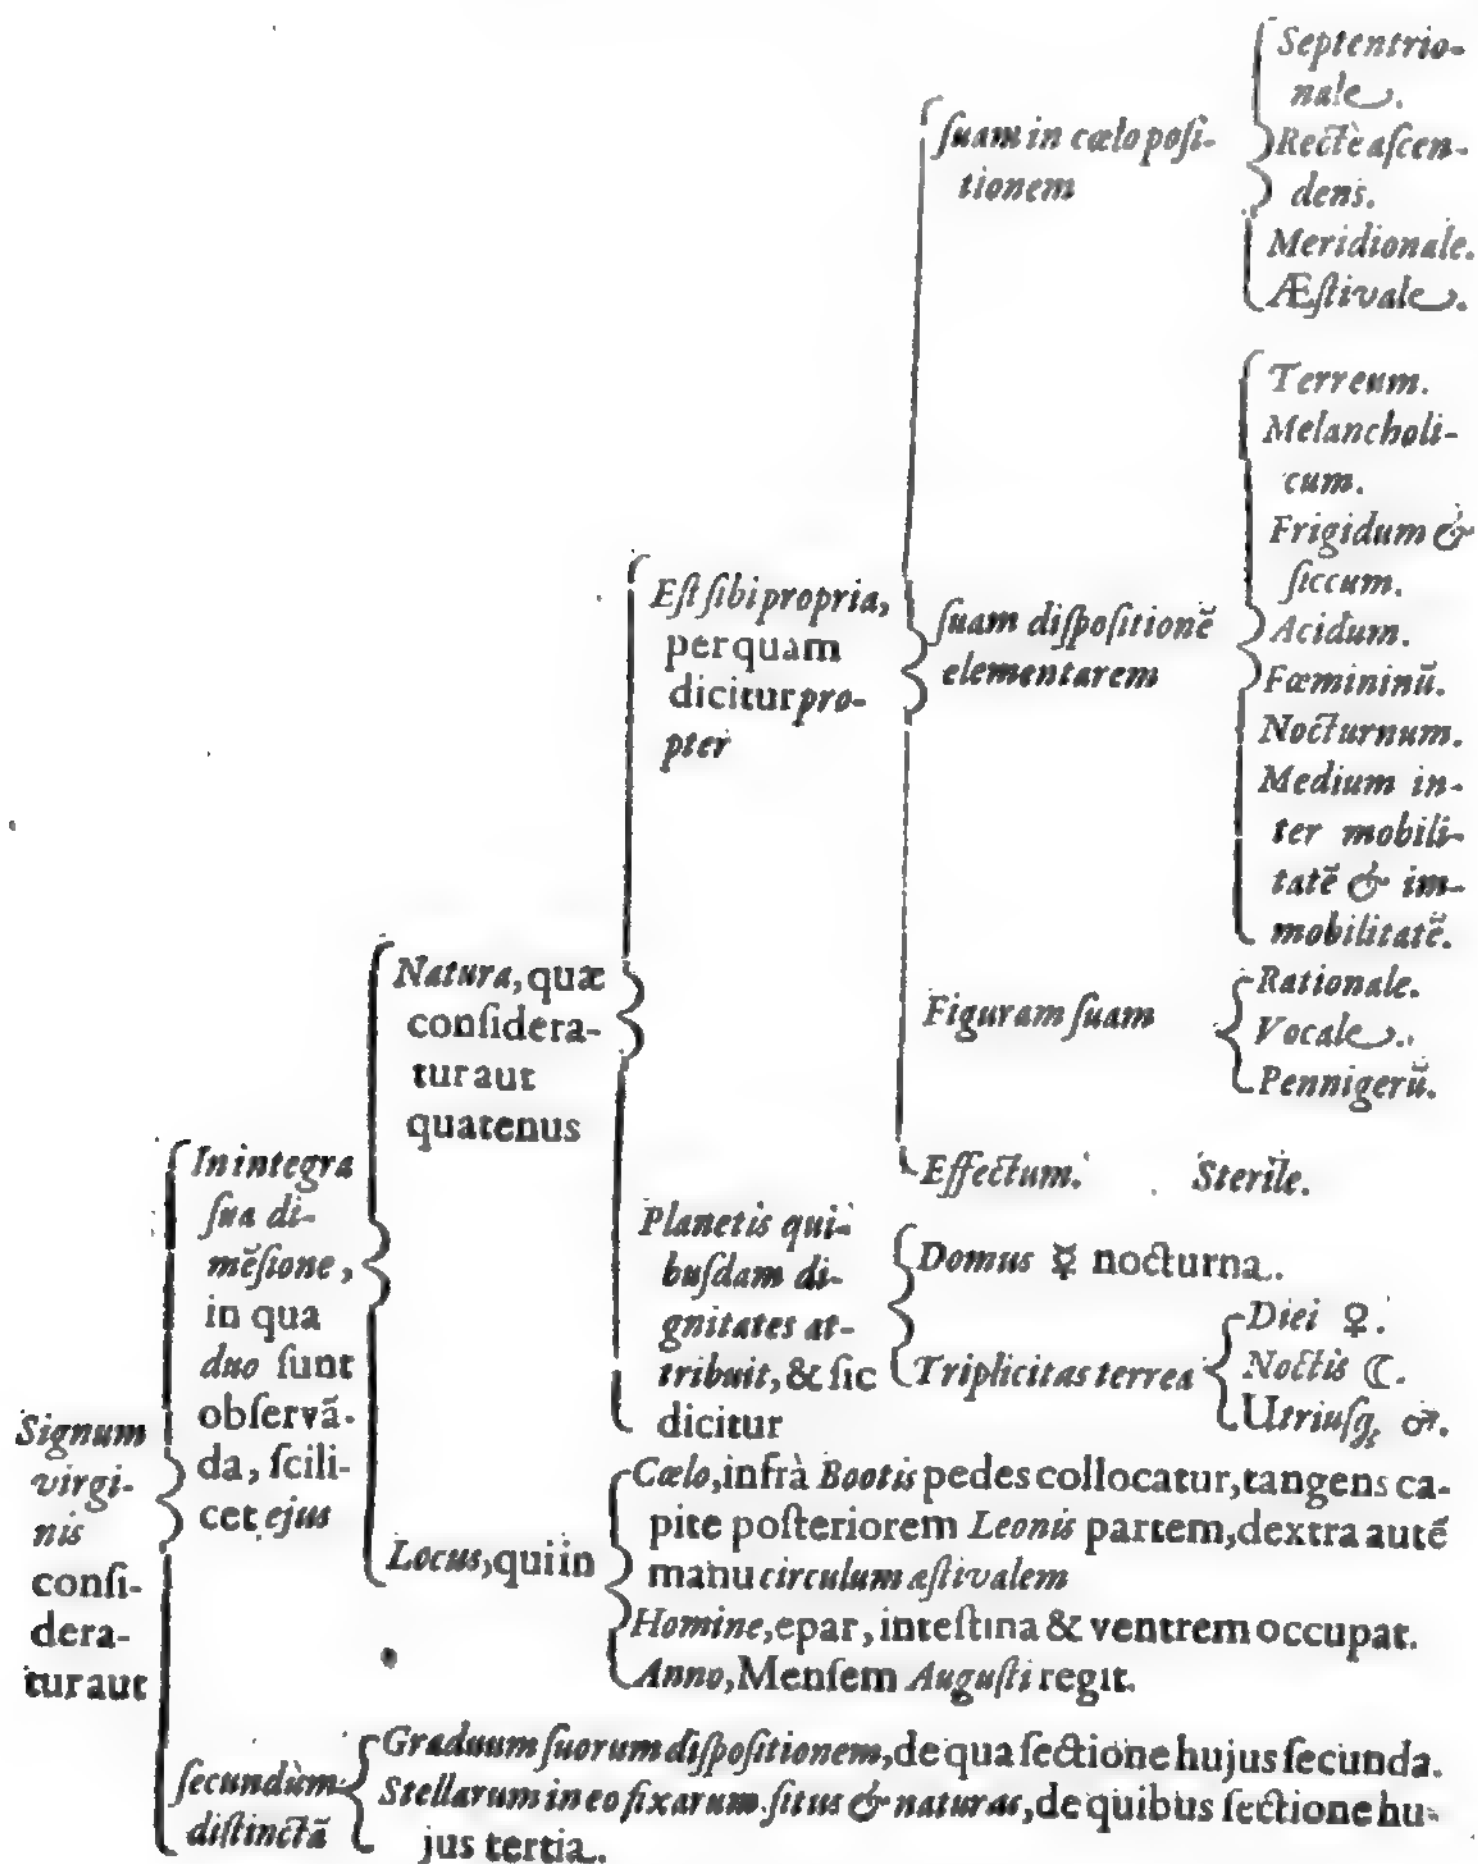 Signum
virgi-
nis
consi-
dera-
tur aut
In integra
sua di-
mẽsione,
in qua
duo sunt
observã-
da, scili-
cet ejus
Natura, quæ
considera-
tur aut
quatenus
Est sibi propria,
per quam
dicitur pro-
pter
suam in cœlo posi-
tionem
Septentrio-
nale.
Rectè ascen-
dens.
Meridionale.
Æstivale.
suam dispositionẽ
elementarem
Terreum.
Melancholi-
cum.
Frigidum &
siccum.
Acidum.
Fœmininũ.
Nocturnum.
Medium in-
ter mobili-
tatẽ & im-
mobilitatẽ.
Figuram suam
Rationale.
Vocale.
Pennigerũ.
Effectum. Sterile.
Planetis qui-
busdam di-
gnitates at-
tribuit, & sic
dicitur
Domus ☿ nocturna.
Triplicitas terrea
Diei ♀.
Noctis ☾.
Utriusq; ♂.
Locus, qui in
Cœlo, infrà Bootis pedes collocatur, tangens ca-
pite posteriorem Leonis partem, dextra autẽ
manu circulum æstivalem
Homine, epar, intestina & ventrem occupat.
Anno, Mensem Augusti regit.
secundùm
distinctã
Graduum suorum dispositionem, de qua sectione hujus secunda.
Stellarum in eo fixarum situs & naturas, de quibus sectione hu-
jus tertia.